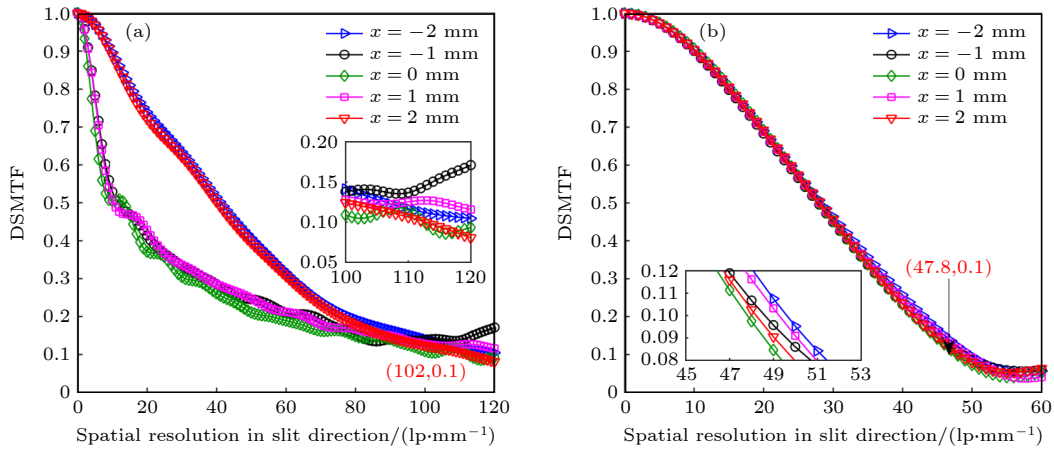 (a)
x = −2 mm
x = −1 mm
x = 0 mm
x = 1 mm
x = 2 mm
1.0
0.9
0.8
0.7
0.6
0.5
0.4
0.3
0.2
0.1
0
DSMTF
0.20
0.15
0.10
0.05
100 110 120
(102,0.1)
0 20 40 60 80 100 120
Spatial resolution in slit direction/(lp·mm⁻¹)
(b)
x = −2 mm
x = −1 mm
x = 0 mm
x = 1 mm
x = 2 mm
1.0
0.9
0.8
0.7
0.6
0.5
0.4
0.3
0.2
0.1
0
DSMTF
(47.8,0.1)
0.12
0.11
0.10
0.09
0.08
45 47 49 51 53
0 10 20 30 40 50 60
Spatial resolution in slit direction/(lp·mm⁻¹)